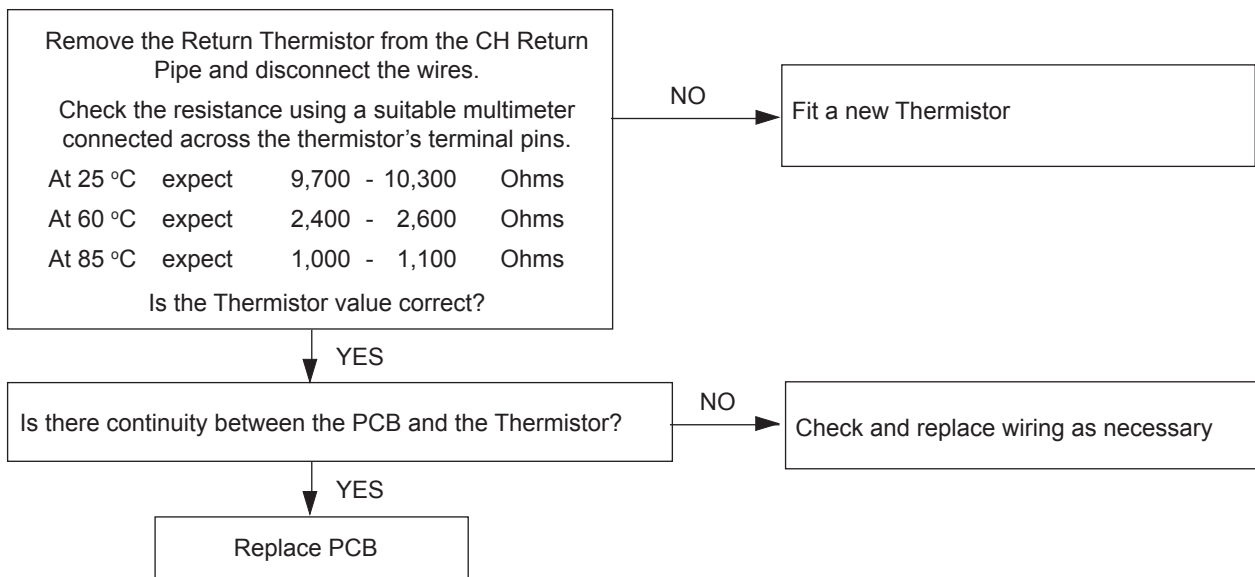 Remove the Return Thermistor from the CH Return
Pipe and disconnect the wires.
Check the resistance using a suitable multimeter
connected across the thermistor’s terminal pins.
At 25 oC expect 9,700 - 10,300 Ohms
At 60 oC expect 2,400 - 2,600 Ohms
At 85 oC expect 1,000 - 1,100 Ohms
Is the Thermistor value correct?
NO
Fit a new Thermistor
YES
Is there continuity between the PCB and the Thermistor?
NO
Check and replace wiring as necessary
YES
Replace PCB